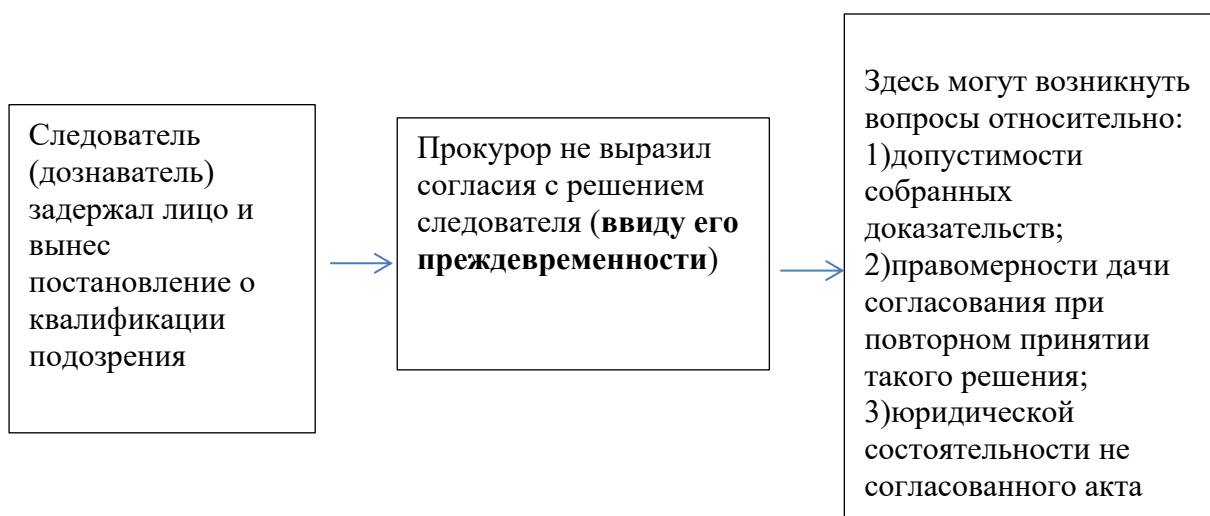 Следователь
(дознаватель)
задержал лицо и
вынес
постановление о
квалификации
подозрения
Прокурор не выразил
согласия с решением
следователя (ввиду его
преждевременности)
Здесь могут возникнуть
вопросы относительно:
1)допустимости
собранных
доказательств;
2)правомерности дачи
согласования при
повторном принятии
такого решения;
3)юридической
состоятельности не
согласованного акта